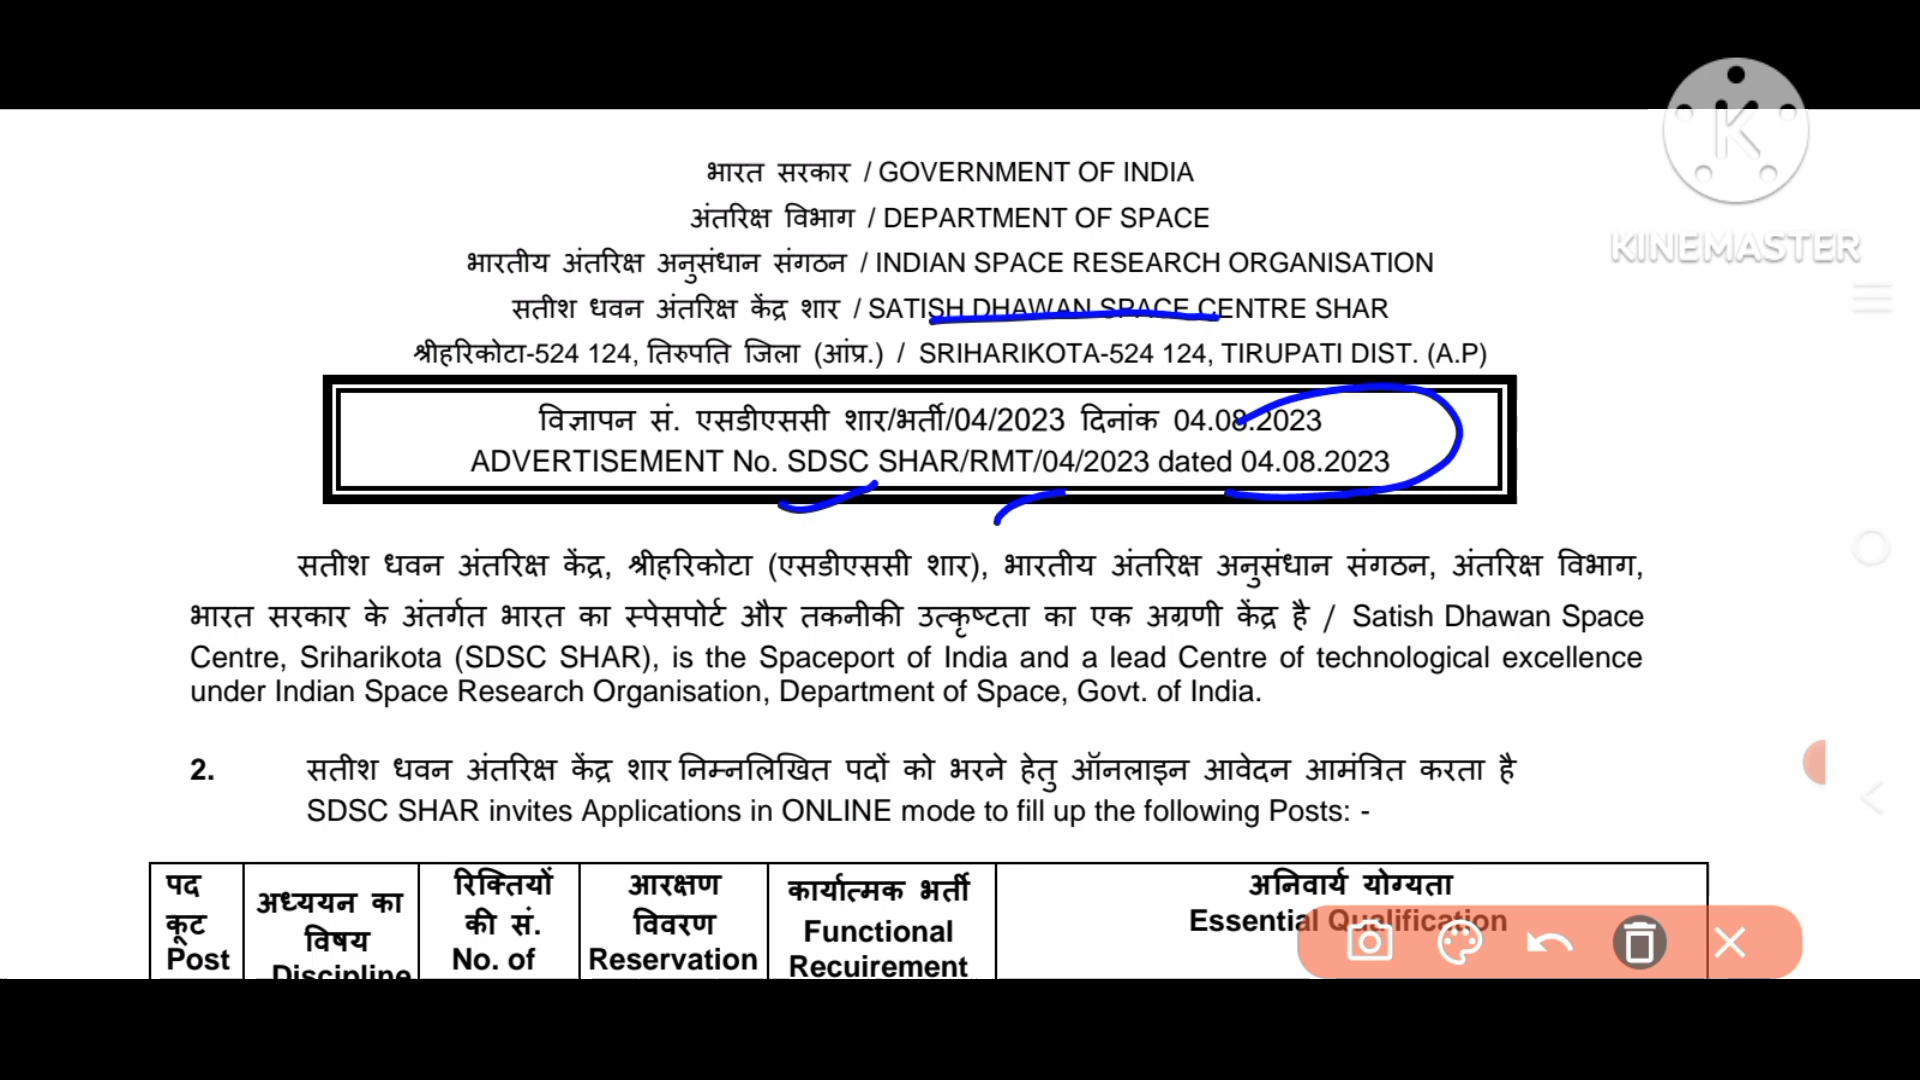 भारत सरकार / GOVERNMENT OF INDIA
अंतरिक्ष विभाग / DEPARTMENT OF SPACE
भारतीय अंतरिक्ष अनुसंधान संगठन / INDIAN SPACE RESEARCH ORGANISATION
सतीश धवन अंतरिक्ष केंद्र शार / SATISH DHAWAN SPACE CENTRE SHAR
श्रीहरिकोटा-524 124, तिरुपति जिला (आंप्र.) / SRIHARIKOTA-524 124, TIRUPATI DIST. (A.P)
K
KINEMASTER
विज्ञापन सं. एसडीएससी शार/भर्ती/04/2023 दिनांक 04.08.2023
ADVERTISEMENT No. SDSC SHAR/RMT/04/2023 dated 04.08.2023
सतीश धवन अंतरिक्ष केंद्र, श्रीहरिकोटा (एसडीएससी शार), भारतीय अंतरिक्ष अनुसंधान संगठन, अंतरिक्ष विभाग,
भारत सरकार के अंतर्गत भारत का स्पेसपोर्ट और तकनीकी उत्कृष्टता का एक अग्रणी केंद्र है / Satish Dhawan Space
Centre, Sriharikota (SDSC SHAR), is the Spaceport of India and a lead Centre of technological excellence
under Indian Space Research Organisation, Department of Space, Govt. of India.
2. सतीश धवन अंतरिक्ष केंद्र शार निम्नलिखित पदों को भरने हेतु ऑनलाइन आवेदन आमंत्रित करता है
SDSC SHAR invites Applications in ONLINE mode to fill up the following Posts: -
पद
कूट
Post
अध्ययन का
विषय
Discipline
रिक्तियों
की सं.
No. of
आरक्षण
विवरण
Reservation
कार्यात्मक भर्ती
Functional
Recuirement
अनिवार्य योग्यता
Essential Qualification